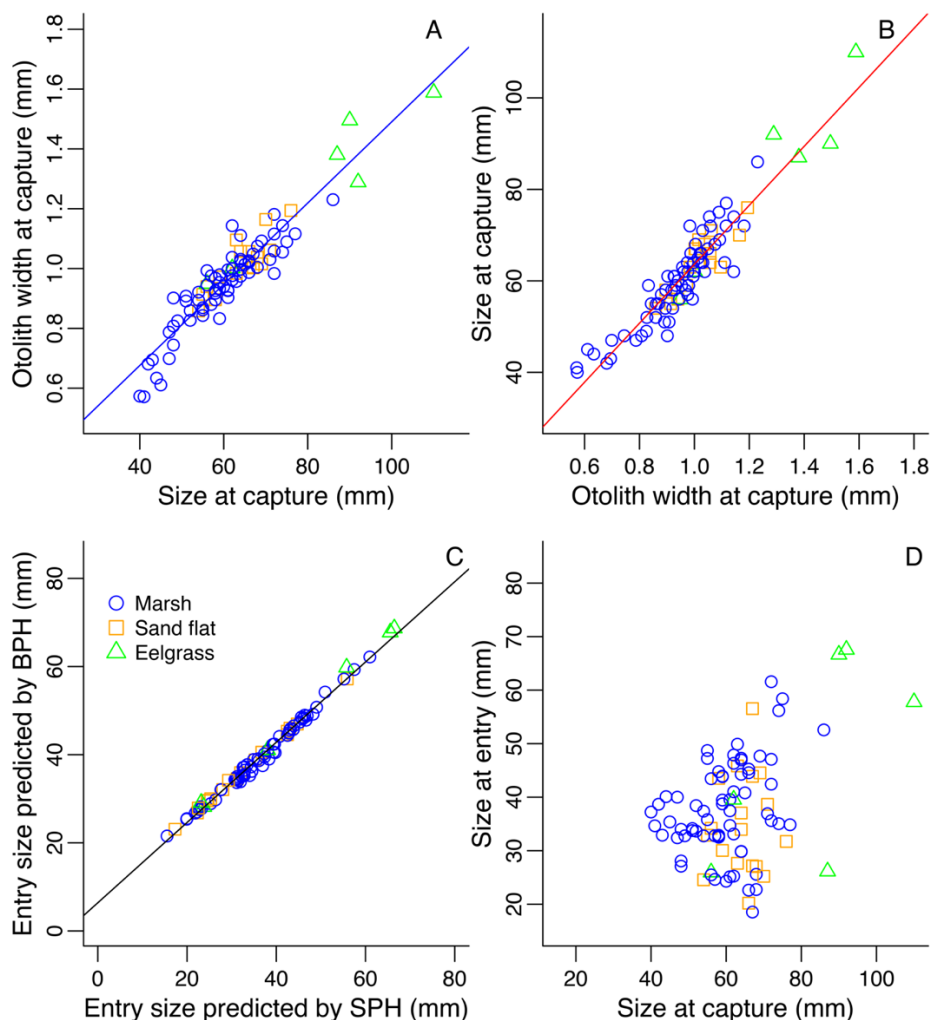 A
Otolith width at capture (mm)
0.6 0.8 1.0 1.2 1.4 1.6 1.8
40 60 80 100
Size at capture (mm)
B
Size at capture (mm)
40 60 80 100
0.6 0.8 1.0 1.2 1.4 1.6 1.8
Otolith width at capture (mm)
C
Entry size predicted by BPH (mm)
0 20 40 60 80
Marsh
Sand flat
Eelgrass
0 20 40 60 80
Entry size predicted by SPH (mm)
D
Size at entry (mm)
20 30 40 50 60 70 80
20 40 60 80 100
Size at capture (mm)